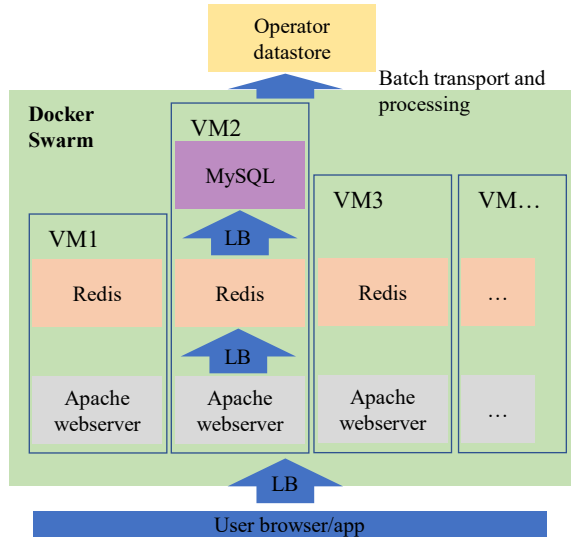 Operator
datastore
Batch transport and
processing
Docker
Swarm
VM2
MySQL
VM3
VM…
VM1
LB
Redis
Redis
Redis
…
LB
Apache
webserver
Apache
webserver
Apache
webserver
…
LB
User browser/app